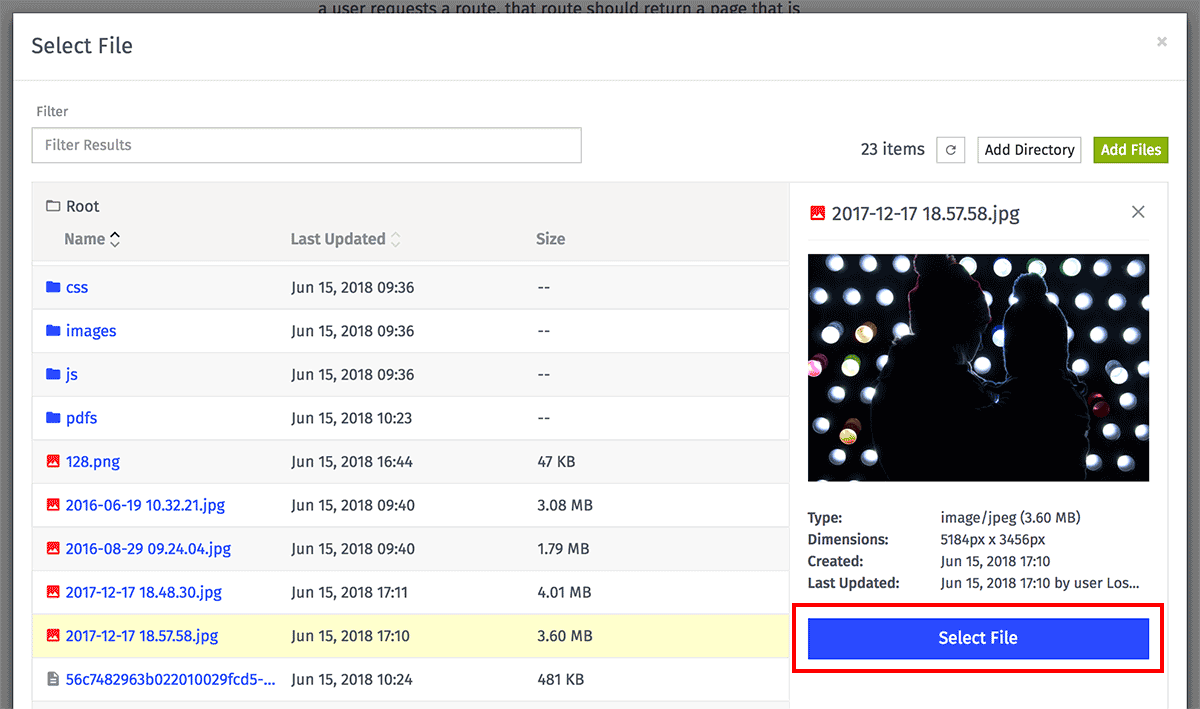 a user requests a route, that route should return a page that is
Select File
×
Filter
Filter Results
23 items
Add Directory
Add Files
Root
Name
Last Updated
Size
css Jun 15, 2018 09:36 --
images Jun 15, 2018 09:36 --
js Jun 15, 2018 09:36 --
pdfs Jun 15, 2018 10:23 --
128.png Jun 15, 2018 16:44 47 KB
2016-06-19 10.32.21.jpg Jun 15, 2018 09:40 3.08 MB
2016-08-29 09.24.04.jpg Jun 15, 2018 09:40 1.79 MB
2017-12-17 18.48.30.jpg Jun 15, 2018 17:11 4.01 MB
2017-12-17 18.57.58.jpg Jun 15, 2018 17:10 3.60 MB
56c7482963b022010029fcd5-... Jun 15, 2018 10:24 481 KB
2017-12-17 18.57.58.jpg
Type: image/jpeg (3.60 MB)
Dimensions: 5184px x 3456px
Created: Jun 15, 2018 17:10
Last Updated: Jun 15, 2018 17:10 by user Los...
Select File